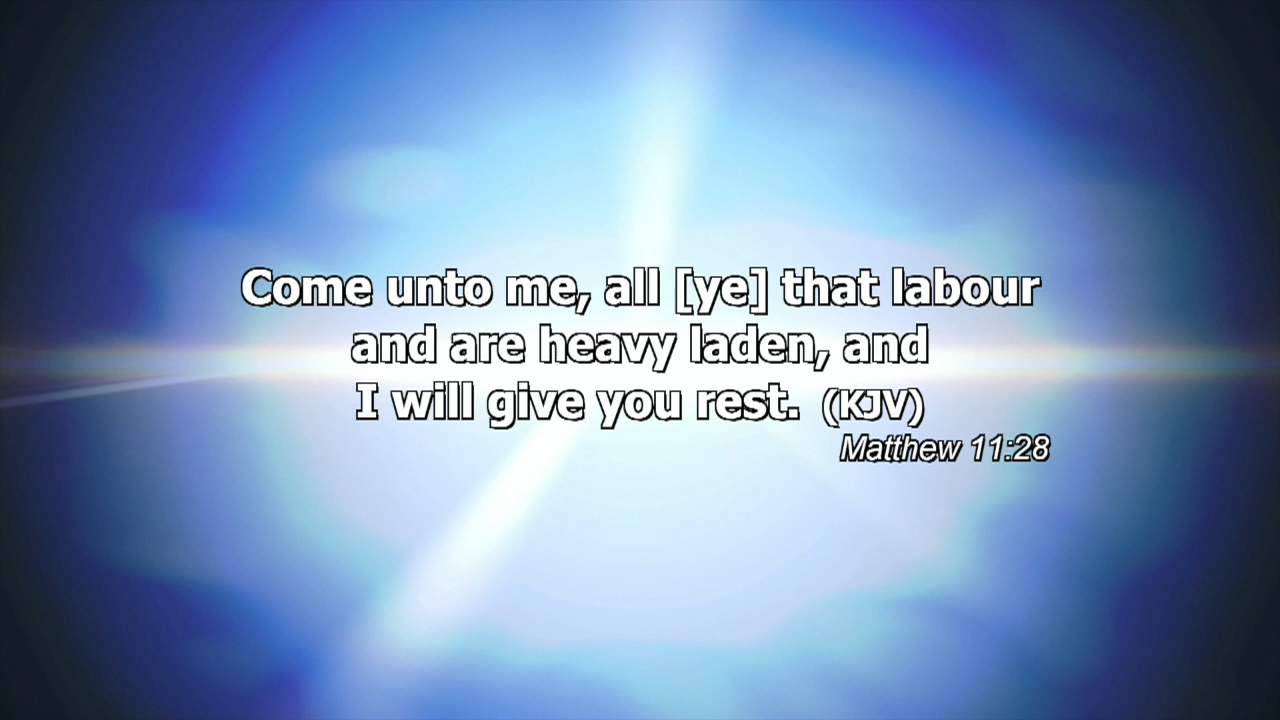 Come unto me, all [ye] that labour
and are heavy laden, and
I will give you rest. (KJV)
Matthew 11:28